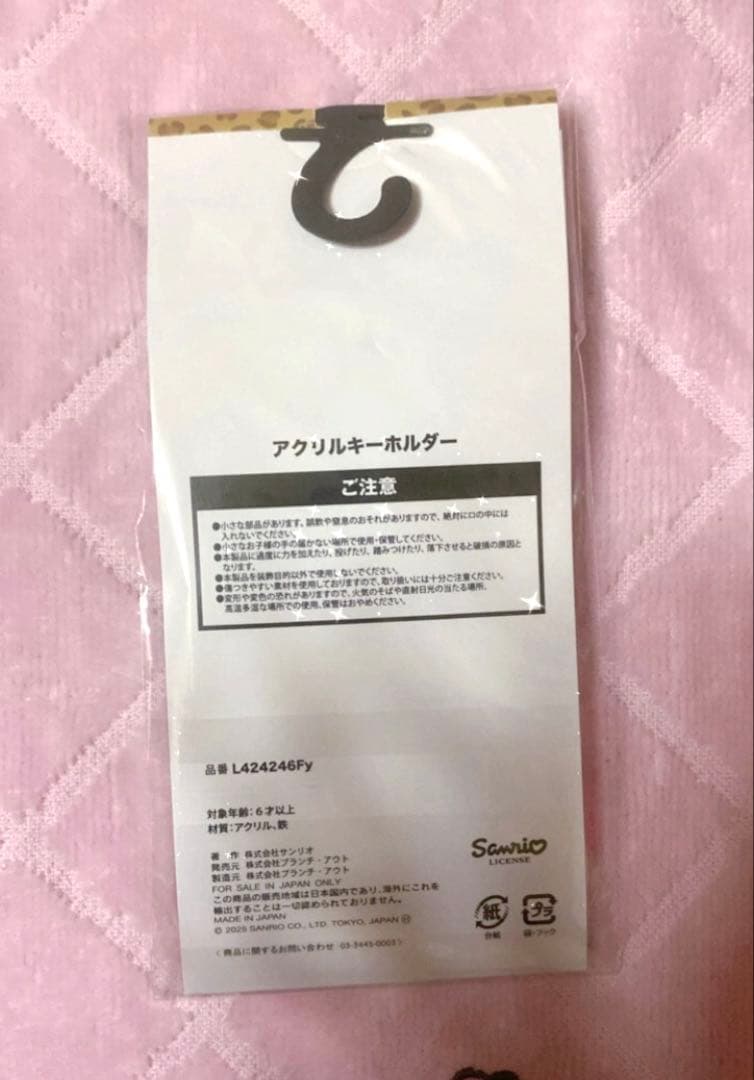 アクリルキーホルダー
ご注意
●小さな部品があります。誤飲や窒息のおそれがありますので、絶対に口の中には
入れないでください。
●小さなお子様の手の届かない場所で使用・保管してください。
●本製品に過度に力を加えたり、投げたり、踏みつけたり、落下させると破損の原因と
なります。
●本製品を装飾目的以外で使用しないでください。
●傷つきやすい素材を使用しておりますので、取り扱いには十分ご注意ください。
●変形や変色の恐れがありますので、火気のそばや直射日光の当たる場所、
高温多湿な場所での使用、保管はおやめください。
品番 L424246Fy
対象年齢：6才以上
材質：アクリル、鉄
著 作 株式会社サンリオ
発売元 株式会社ブランチ・アウト
製造元 株式会社ブランチ・アウト
FOR SALE IN JAPAN ONLY
この商品の販売地域は日本国内であり、海外にこれを
輸出することは一切認められておりません。
MADE IN JAPAN
© 2025 SANRIO CO., LTD. TOKYO, JAPAN Ⓗ
（商品に関するお問い合わせ 03-3445-0003）
Sanrio
LICENSE
紙
台紙
プラ
袋・フック